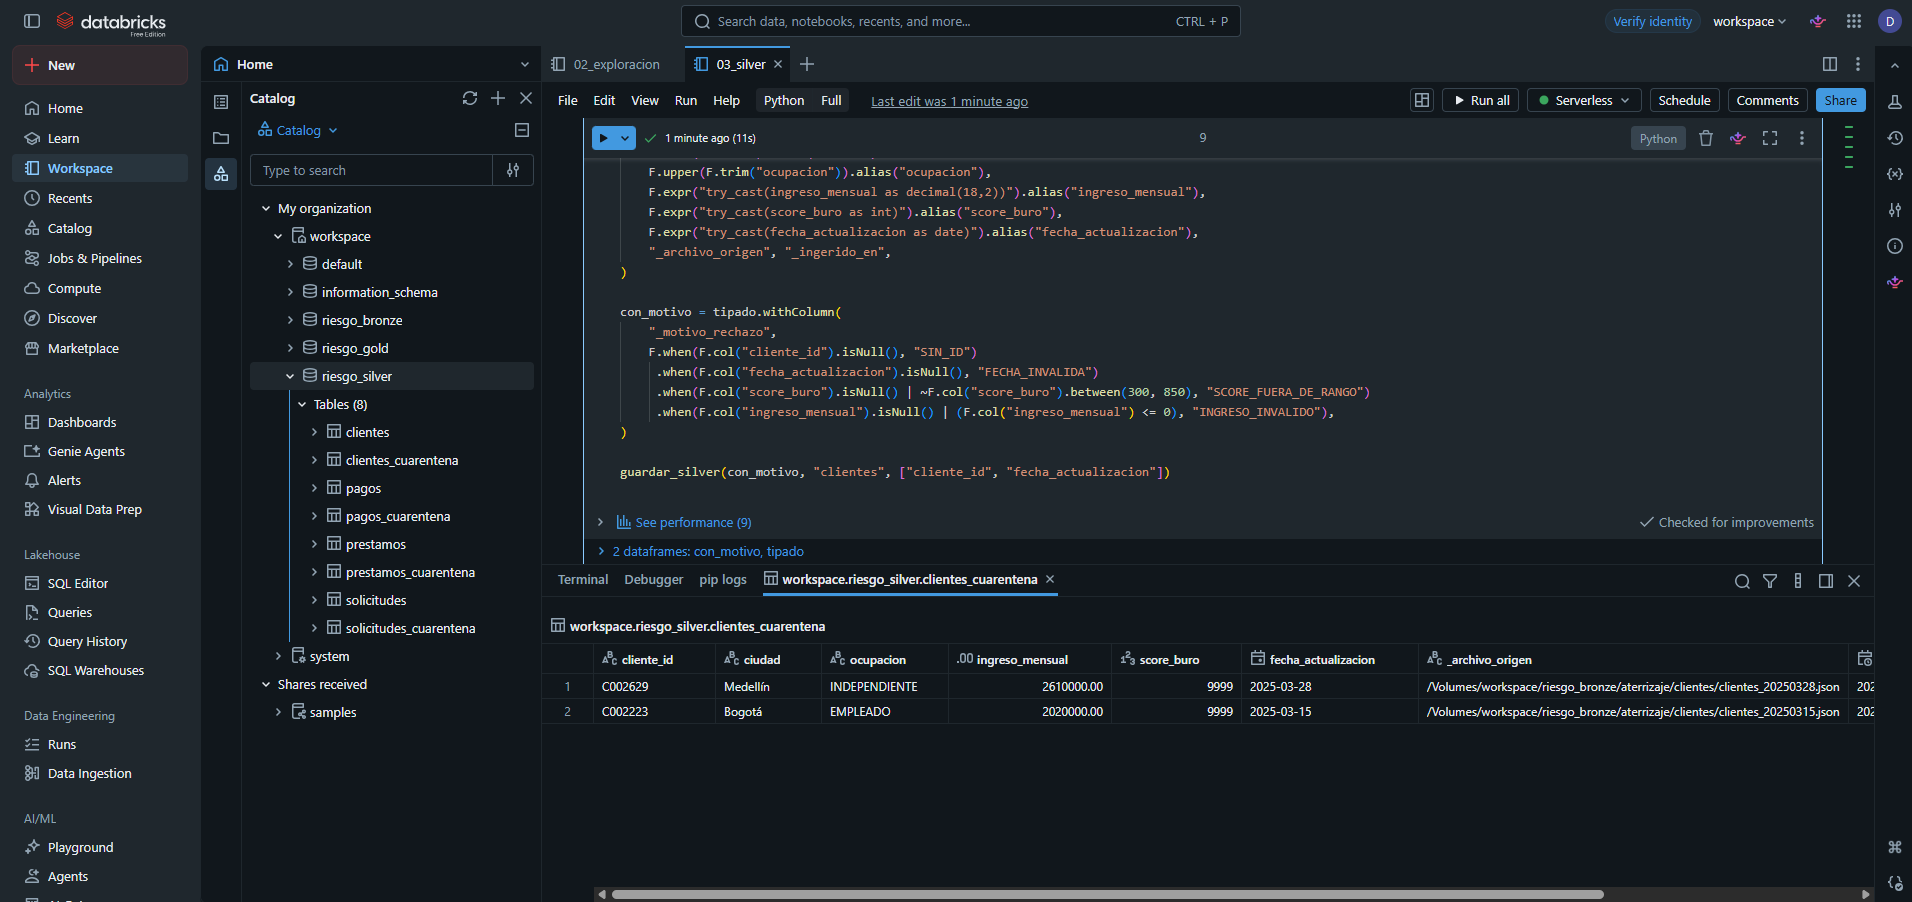 databricks
Free Edition
Search data, notebooks, recents, and more...
CTRL + P
Verify identity
workspace
D
New
Home
Learn
Workspace
Recents
Catalog
Jobs & Pipelines
Compute
Discover
Marketplace
Analytics
Dashboards
Genie Agents
Alerts
Visual Data Prep
Lakehouse
SQL Editor
Queries
Query History
SQL Warehouses
Data Engineering
Runs
Data Ingestion
AI/ML
Playground
Agents
Home
Catalog
Catalog
Type to search
My organization
workspace
default
information_schema
riesgo_bronze
riesgo_gold
riesgo_silver
Tables (8)
clientes
clientes_cuarentena
pagos
pagos_cuarentena
prestamos
prestamos_cuarentena
solicitudes
solicitudes_cuarentena
system
Shares received
samples
02_exploracion
03_silver
File Edit View Run Help Python Full Last edit was 1 minute ago
Run all
Serverless
Schedule
Comments
Share
1 minute ago (11s)
9
Python
F.upper(F.trim("ocupacion")).alias("ocupacion"),
F.expr("try_cast(ingreso_mensual as decimal(18,2))").alias("ingreso_mensual"),
F.expr("try_cast(score_buro as int)").alias("score_buro"),
F.expr("try_cast(fecha_actualizacion as date)").alias("fecha_actualizacion"),
"_archivo_origen", "_ingerido_en",
)
con_motivo = tipado.withColumn(
"_motivo_rechazo",
F.when(F.col("cliente_id").isNull(), "SIN_ID")
.when(F.col("fecha_actualizacion").isNull(), "FECHA_INVALIDA")
.when(F.col("score_buro").isNull() | ~F.col("score_buro").between(300, 850), "SCORE_FUERA_DE_RANGO")
.when(F.col("ingreso_mensual").isNull() | (F.col("ingreso_mensual") <= 0), "INGRESO_INVALIDO"),
)
guardar_silver(con_motivo, "clientes", ["cliente_id", "fecha_actualizacion"])
See performance (9)
Checked for improvements
2 dataframes: con_motivo, tipado
Terminal Debugger pip logs workspace.riesgo_silver.clientes_cuarentena
workspace.riesgo_silver.clientes_cuarentena
cliente_id ciudad ocupacion .00 ingreso_mensual score_buro fecha_actualizacion _archivo_origen
1 C002629 Medellín INDEPENDIENTE 2610000.00 9999 2025-03-28 /Volumes/workspace/riesgo_bronze/aterrizaje/clientes/clientes_20250328.json 202
2 C002223 Bogotá EMPLEADO 2020000.00 9999 2025-03-15 /Volumes/workspace/riesgo_bronze/aterrizaje/clientes/clientes_20250315.json 202